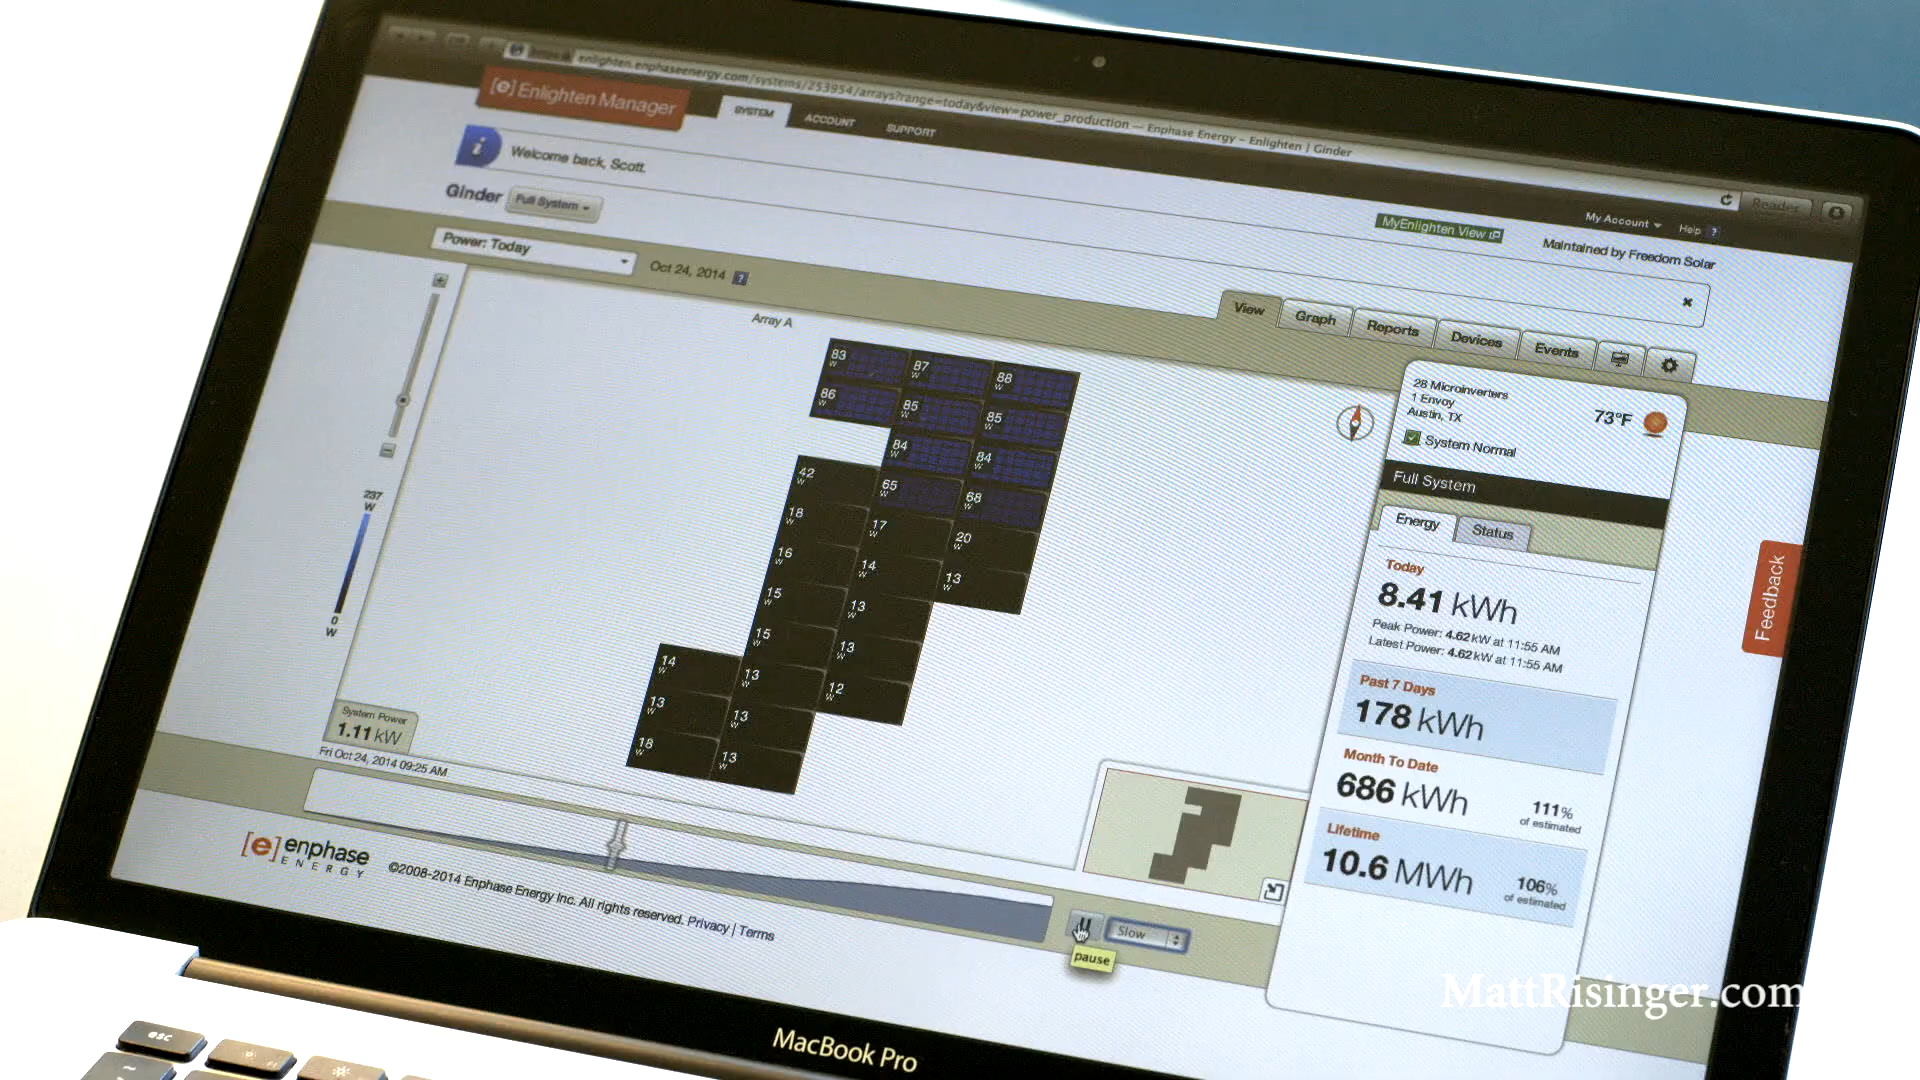 enlighten.enphaseenergy.com/systems/253954/arrays?range=today&view=power_production — Enphase Energy – Enlighten | Ginder
Reader
[e] Enlighten Manager
SYSTEM
ACCOUNT
SUPPORT
My Account
Help ?
i
Welcome back, Scott.
MyEnlighten View
Maintained by Freedom Solar
Ginder
Full System
Power: Today
Oct 24, 2014 ?
View
Graph
Reports
Devices
Events
Array A
83 W
87 W
88 W
86 W
85 W
85 W
84 W
84 W
42 W
65 W
68 W
18 W
17 W
20 W
16 W
14 W
13 W
15 W
13 W
15 W
13 W
14 W
13 W
12 W
13 W
13 W
18 W
13 W
237 W
0 W
28 Microinverters
1 Envoy
Austin, TX
73°F
System Normal
Full System
Energy
Status
Today
8.41 kWh
Peak Power: 4.62 kW at 11:55 AM
Latest Power: 4.62 kW at 11:55 AM
Past 7 Days
178 kWh
Month To Date
686 kWh
111%
of estimated
Lifetime
10.6 MWh
106%
of estimated
Feedback
System Power
1.11 kW
Fri Oct 24, 2014 09:25 AM
Slow
pause
[e] enphase
ENERGY
©2008-2014 Enphase Energy Inc. All rights reserved. Privacy | Terms
MattRisinger.com
MacBook Pro
esc
~